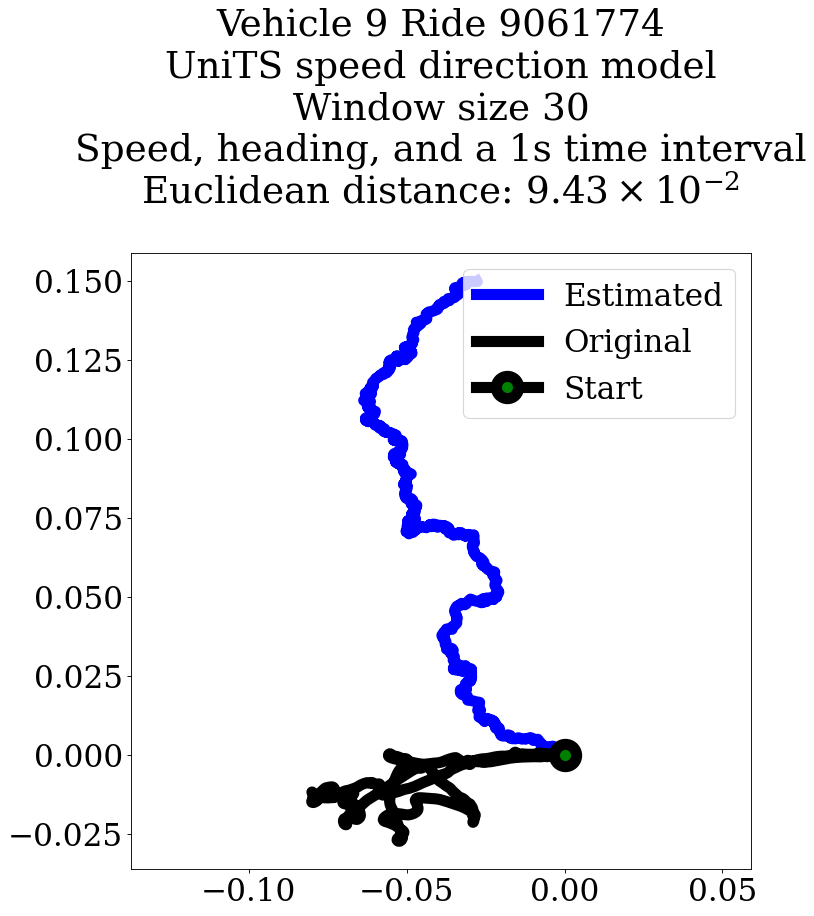 Vehicle 9 Ride 9061774
UniTS speed direction model
Window size 30
Speed, heading, and a 1s time interval
Euclidean distance: 9.43 × 10⁻²
Estimated
Original
Start
0.150
0.125
0.100
0.075
0.050
0.025
0.000
−0.025
−0.10 −0.05 0.00 0.05